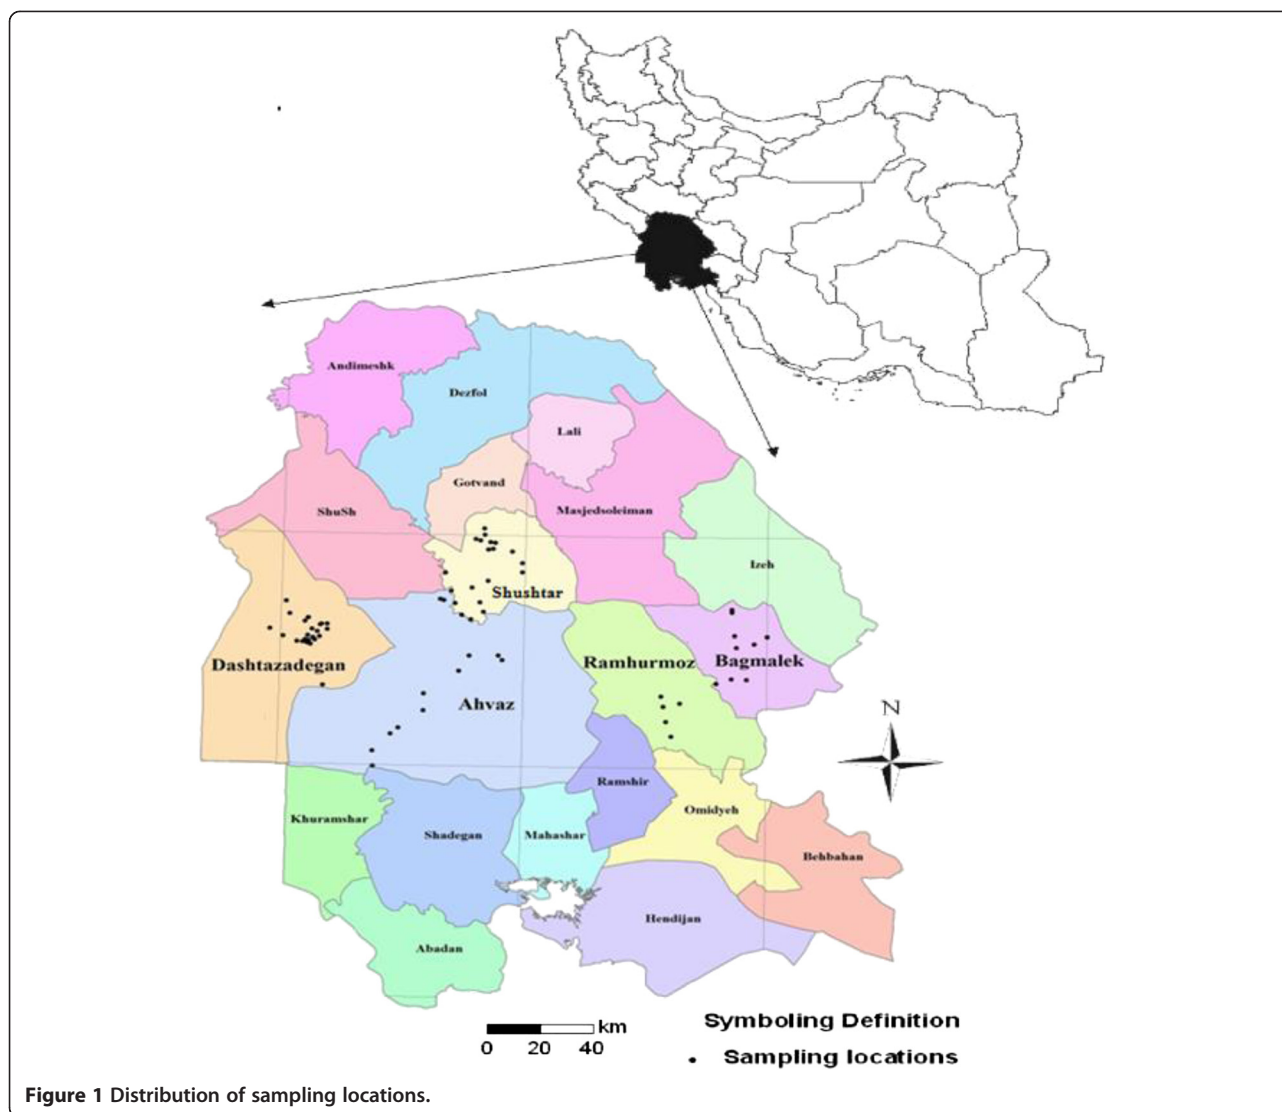 Andimeshk
Dezfol
Lali
Gotvand
ShuSh
Masjedsoleiman
Izeh
Shushtar
Dashtazadegan
Ramhurmoz
Bagmalek
Ahvaz
N
Ramshir
Omidyeh
Khuramshar
Shadegan
Mahashar
Behbahan
Hendijan
Abadan
km
0 20 40
Symboling Definition
Sampling locations
Figure 1 Distribution of sampling locations.